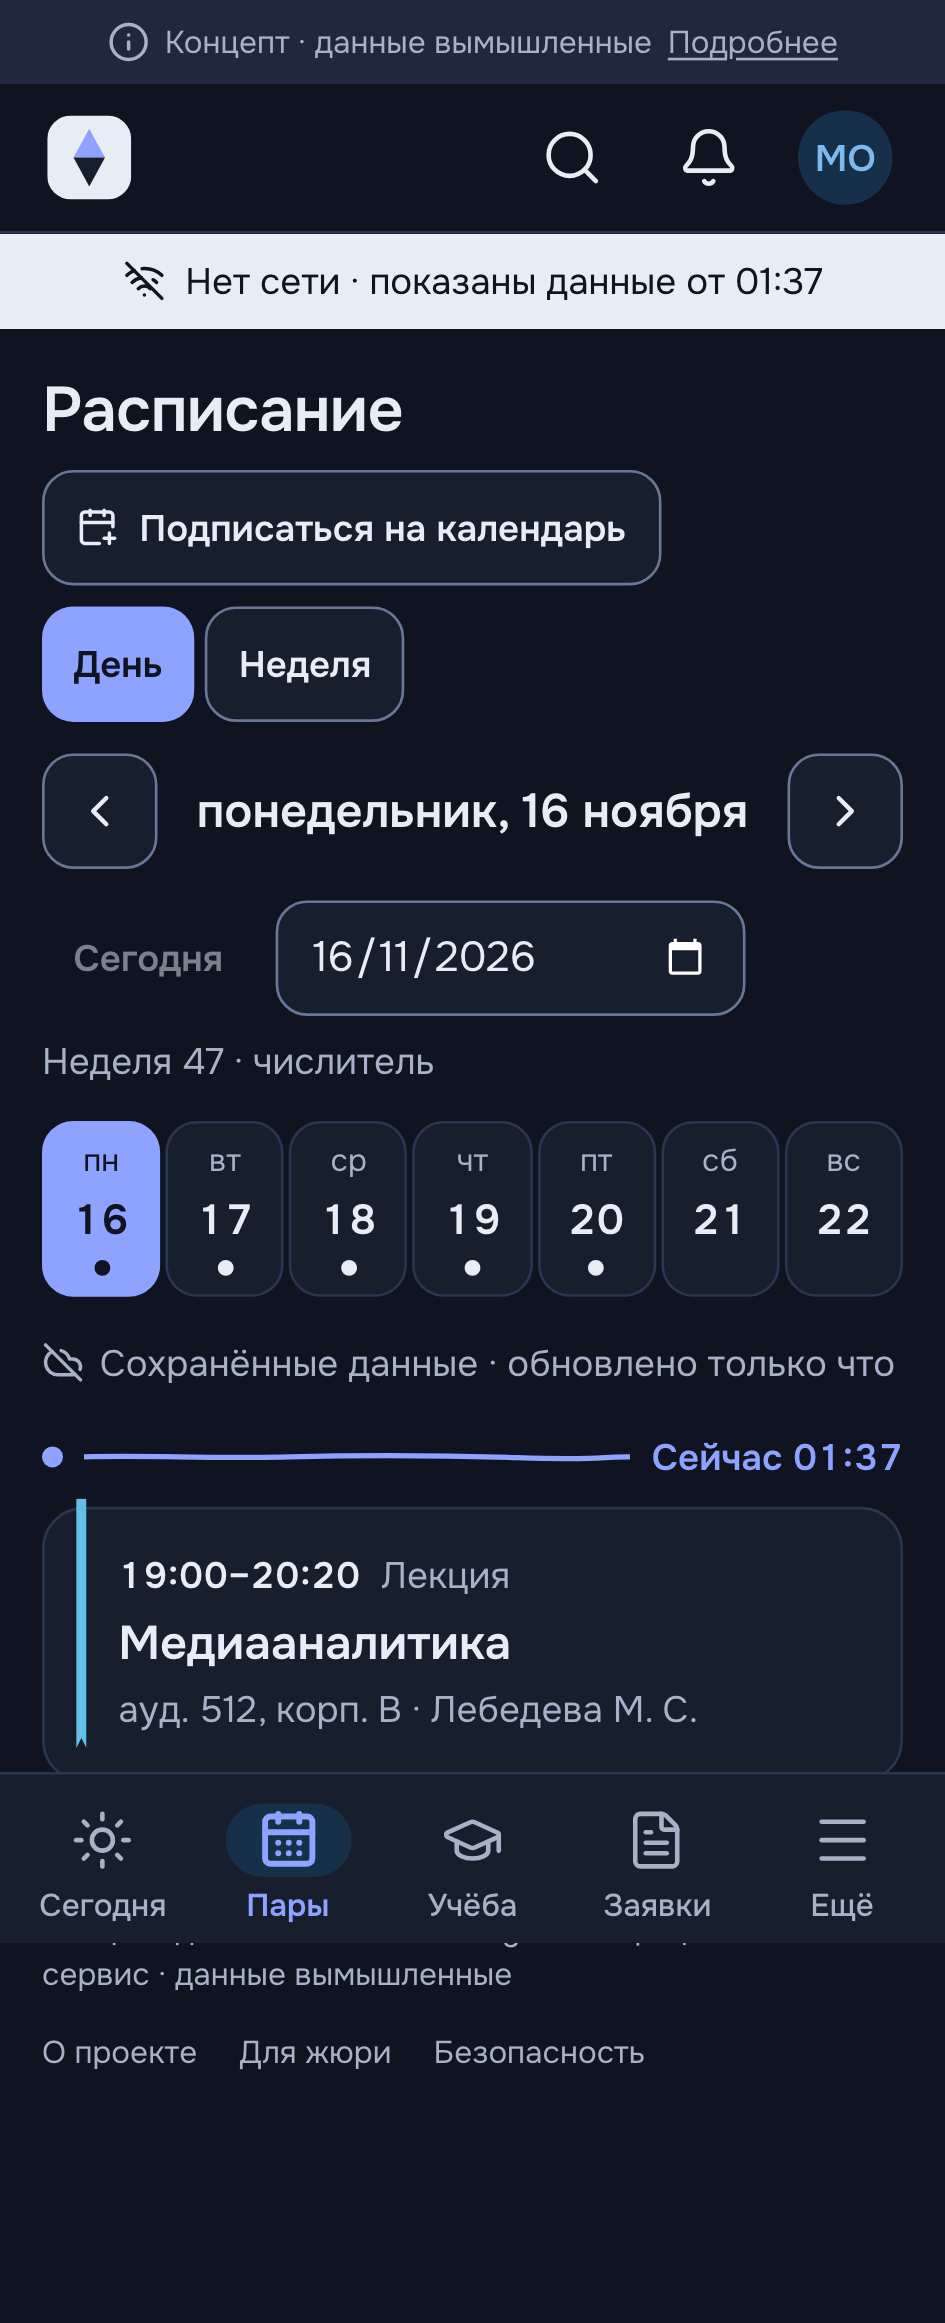 Концепт · данные вымышленные Подробнее
МО
Нет сети · показаны данные от 01:37
Расписание
Подписаться на календарь
День Неделя
понедельник, 16 ноября
Сегодня 16/11/2026
Неделя 47 · числитель
пн вт ср чт пт сб вс
16 17 18 19 20 21 22
Сохранённые данные · обновлено только что
Сейчас 01:37
19:00–20:20 Лекция
Медиааналитика
ауд. 512, корп. В · Лебедева М. С.
Сегодня Пары Учёба Заявки Ещё
сервис · данные вымышленные
О проекте Для жюри Безопасность